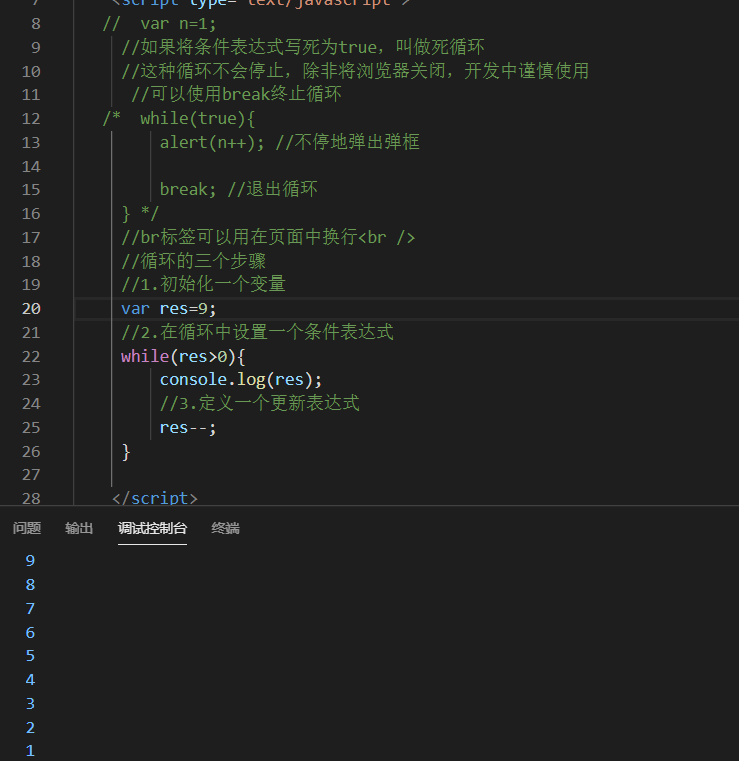 7 <script type="text/javascript">
8 // var n=1;
9 //如果将条件表达式写死为true，叫做死循环
10 //这种循环不会停止，除非将浏览器关闭，开发中谨慎使用
11 //可以使用break终止循环
12 /* while(true){
13 alert(n++); //不停地弹出弹框
14
15 break; //退出循环
16 } */
17 //br标签可以用在页面中换行<br />
18 //循环的三个步骤
19 //1.初始化一个变量
20 var res=9;
21 //2.在循环中设置一个条件表达式
22 while(res>0){
23 console.log(res);
24 //3.定义一个更新表达式
25 res--;
26 }
27
28 </script>
问题 输出 调试控制台 终端
9
8
7
6
5
4
3
2
1